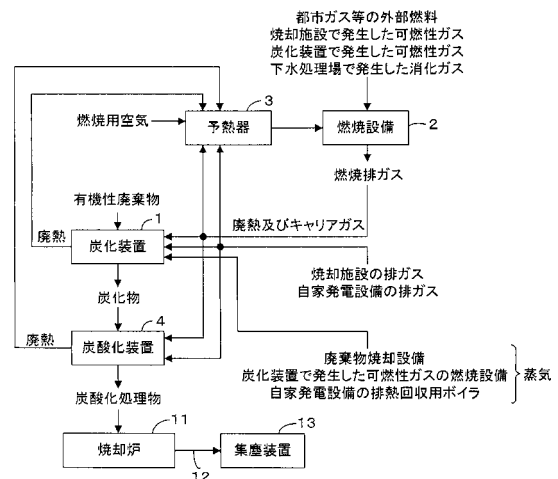 都市ガス等の外部燃料
焼却施設で発生した可燃性ガス
炭化装置で発生した可燃性ガス
下水処理場で発生した消化ガス
3
燃焼用空気
予熱器
燃焼設備
2
燃焼排ガス
有機性廃棄物
1
廃熱及びキャリアガス
廃熱
炭化装置
焼却施設の排ガス
自家発電設備の排ガス
炭化物
4
廃熱
炭酸化装置
廃棄物焼却設備
炭化装置で発生した可燃性ガスの燃焼設備
自家発電設備の排熱回収用ボイラ
蒸気
炭酸化処理物
11
13
焼却炉
集塵装置
12